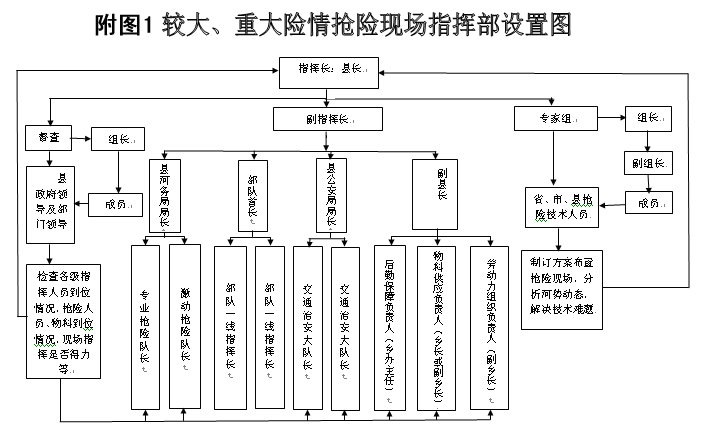 附图1 较大、重大险情抢险现场指挥部设置图
指挥长：县长
副指挥长
督查
组长
专家组
组长
副组长
成员
县
政府领
导及部
门领导
成员
县河务局局长
部队首长
县公安局局长
副县长
省、市、县抢
险技术人员
检查各级指
挥人员到位
情况，抢险人
员、物料到位
情况，现场指
挥是否得力
等
专业抢险队长
激动抢险队长
部队一线指挥长
部队一线指挥长
交通治安大队长
交通治安大队长
后勤保障负责人（乡办主任）
物料供应负责人（乡长或副乡长）
劳动力组织负责人（副乡长）
制订方案布置
抢险现场，分
析河势动态，
解决技术难题